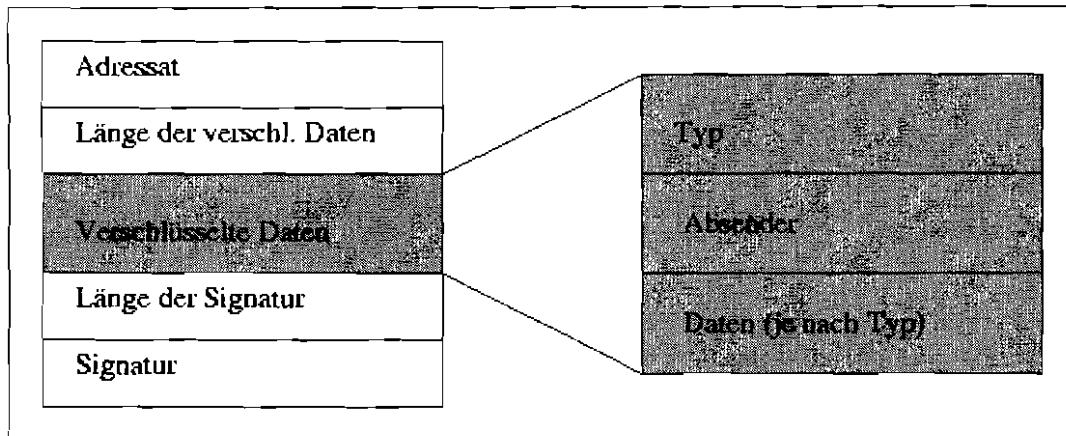 Adressat
Länge der verschl. Daten
Verschlüsselte Daten
Länge der Signatur
Signatur
Typ
Absender
Daten (je nach Typ)